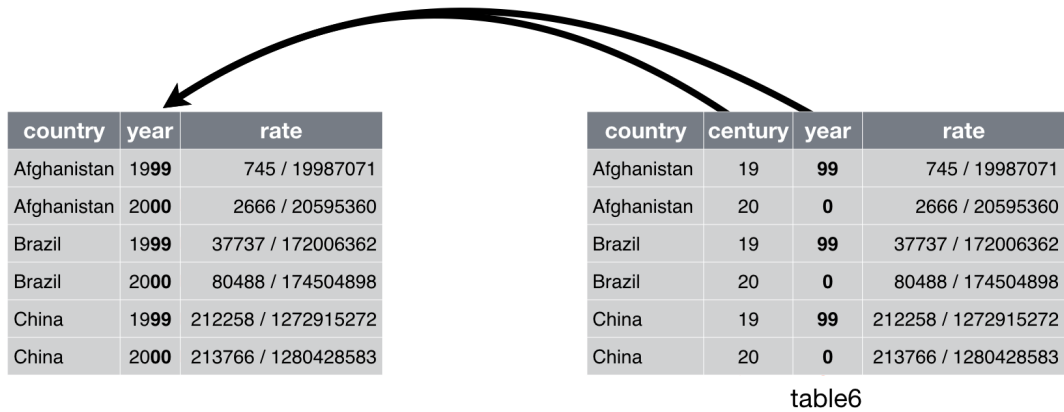 country year rate
Afghanistan 1999 745 / 19987071
Afghanistan 2000 2666 / 20595360
Brazil 1999 37737 / 172006362
Brazil 2000 80488 / 174504898
China 1999 212258 / 1272915272
China 2000 213766 / 1280428583
country century year rate
Afghanistan 19 99 745 / 19987071
Afghanistan 20 0 2666 / 20595360
Brazil 19 99 37737 / 172006362
Brazil 20 0 80488 / 174504898
China 19 99 212258 / 1272915272
China 20 0 213766 / 1280428583
table6